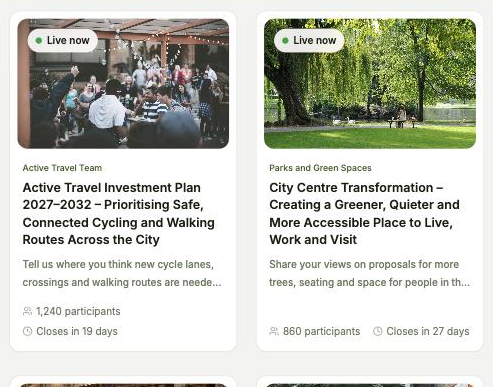 Live now
Active Travel Team
Active Travel Investment Plan
2027–2032 – Prioritising Safe,
Connected Cycling and Walking
Routes Across the City
Tell us where you think new cycle lanes,
crossings and walking routes are neede...
1,240 participants
Closes in 19 days
Live now
Parks and Green Spaces
City Centre Transformation –
Creating a Greener, Quieter and
More Accessible Place to Live,
Work and Visit
Share your views on proposals for more
trees, seating and space for people in th...
860 participants Closes in 27 days